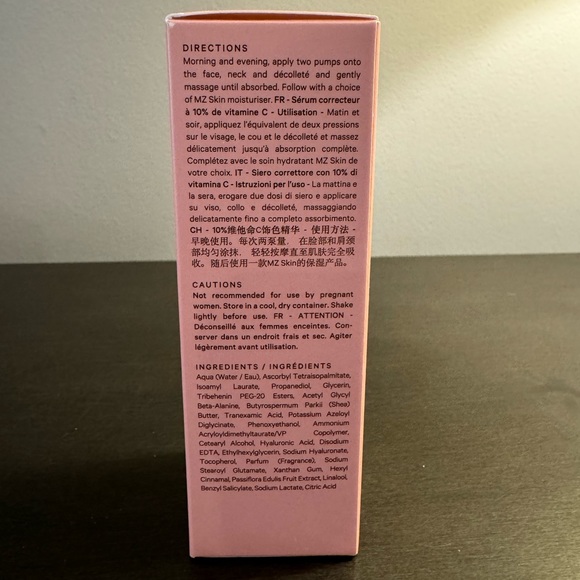 DIRECTIONS
Morning and evening, apply two pumps onto
the face, neck and décolleté and gently
massage until absorbed. Follow with a choice
of MZ Skin moisturiser. FR - Sérum correcteur
à 10% de vitamine C - Utilisation - Matin et
soir, appliquez l'équivalent de deux pressions
sur le visage, le cou et le décolleté et massez
délicatement jusqu'à absorption complète.
Complétez avec le soin hydratant MZ Skin de
votre choix. IT - Siero correttore con 10% di
vitamina C - Istruzioni per l'uso - La mattina e
la sera, erogare due dosi di siero e applicare
su viso, collo e décolleté, massaggiando
delicatamente fino a completo assorbimento.
CH - 10%维他命C饰色精华 - 使用方法 -
早晚使用。每次两泵量. 在脸部和肩颈
部均匀涂抹. 轻轻按摩直至肌肤完全吸
收。随后使用一款MZ Skin的保湿产品。
CAUTIONS
Not recommended for use by pregnant
women. Store in a cool, dry container. Shake
lightly before use. FR - ATTENTION -
Déconseillé aux femmes enceintes. Con-
server dans un endroit frais et sec. Agiter
légèrement avant utilisation.
INGREDIENTS / INGRÉDIENTS
Aqua (Water / Eau), Ascorbyl Tetraisopalmitate,
Isoamyl Laurate, Propanediol, Glycerin,
Tribehenin PEG-20 Esters, Acetyl Glycyl
Beta-Alanine, Butyrospermum Parkii (Shea)
Butter, Tranexamic Acid, Potassium Azeloyl
Diglycinate, Phenoxyethanol, Ammonium
Acryloyldimethyltaurate/VP Copolymer,
Cetearyl Alcohol, Hyaluronic Acid, Disodium
EDTA, Ethylhexylglycerin, Sodium Hyaluronate,
Tocopherol, Parfum (Fragrance), Sodium
Stearoyl Glutamate, Xanthan Gum, Hexyl
Cinnamal, Passiflora Edulis Fruit Extract, Linalool,
Benzyl Salicylate, Sodium Lactate, Citric Acid